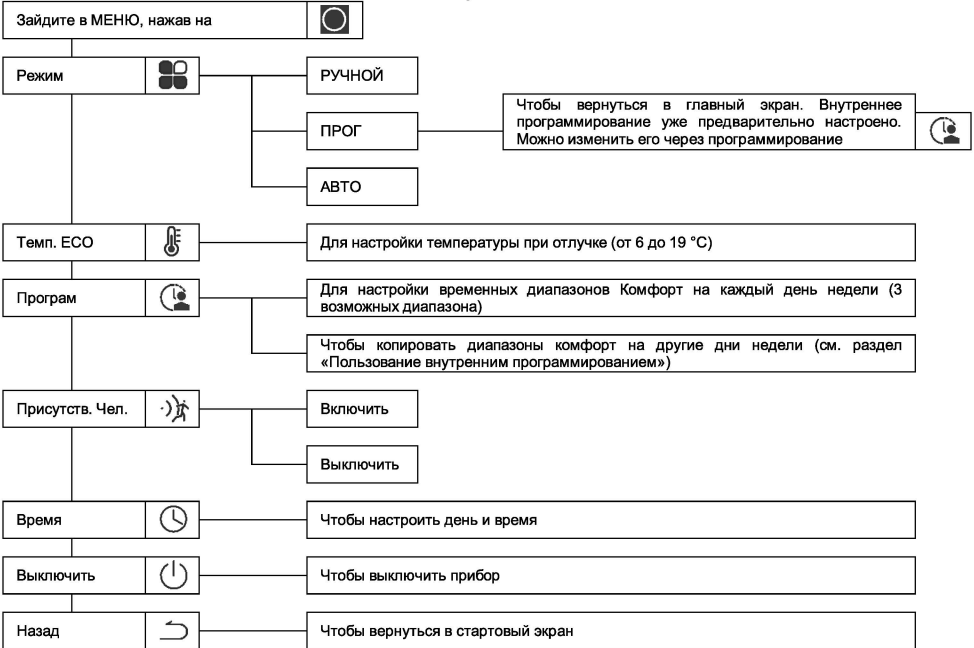 Зайдите в МЕНЮ, нажав на
Режим
РУЧНОЙ
ПРОГ
Чтобы вернуться в главный экран. Внутреннее
программирование уже предварительно настроено.
Можно изменить его через программирование
АВТО
Темп. ECO
Для настройки температуры при отлучке (от 6 до 19 °C)
Програм
Для настройки временных диапазонов Комфорт на каждый день недели (3
возможных диапазона)
Чтобы копировать диапазоны комфорт на другие дни недели (см. раздел
«Пользование внутренним программированием»)
Присутств. Чел.
Включить
Выключить
Время
Чтобы настроить день и время
Выключить
Чтобы выключить прибор
Назад
Чтобы вернуться в стартовый экран